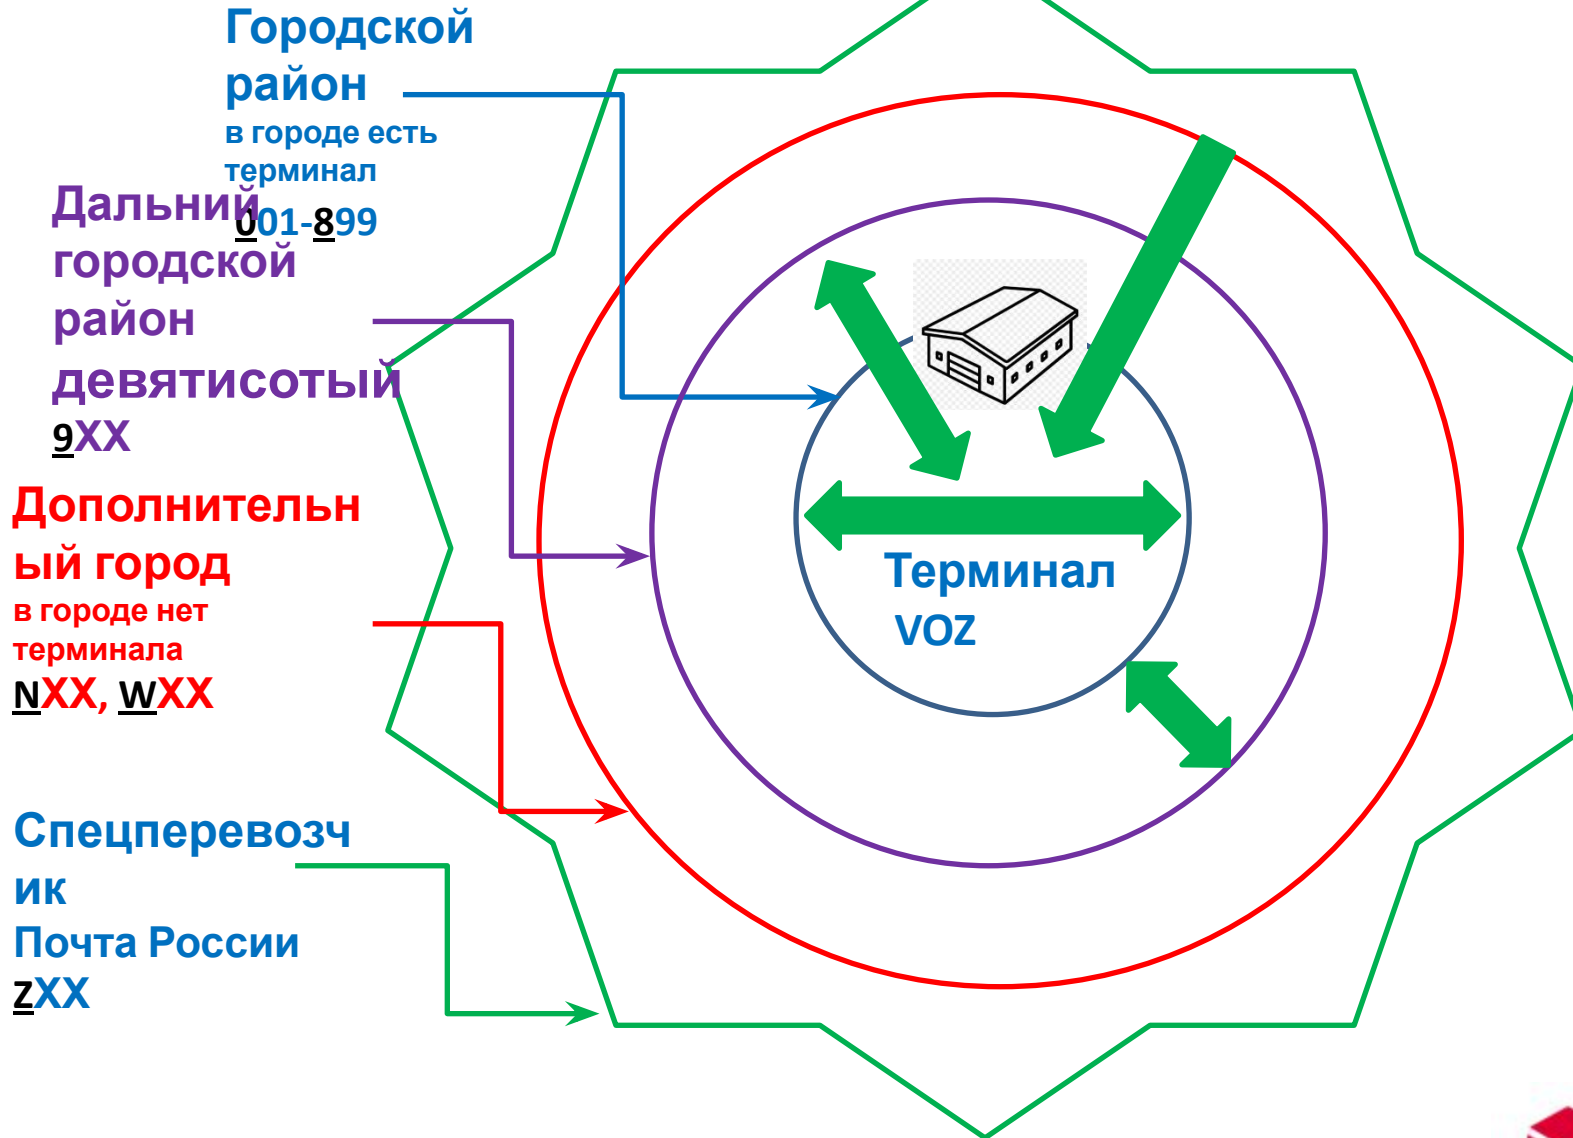 Городской
район
в городе есть
терминал
001-899
Дальний
городской
район
девятисотый
9XX
Дополнительн
ый город
в городе нет
терминала
NXX, WXX
Спецперевозч
ик
Почта России
ZXX
Терминал
VOZ